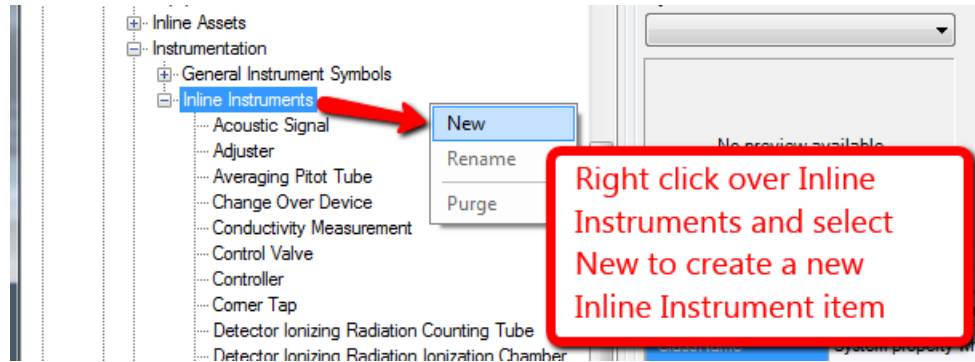 Inline Assets
Instrumentation
General Instrument Symbols
Inline Instruments
Acoustic Signal
Adjuster
Averaging Pitot Tube
Change Over Device
Conductivity Measurement
Control Valve
Controller
Corner Tap
Detector Ionizing Radiation Counting Tube
Detector Ionizing Radiation Ionization Chamber
New
Rename
Purge
No preview available
Right click over Inline
Instruments and select
New to create a new
Inline Instrument item
ClassName
System property